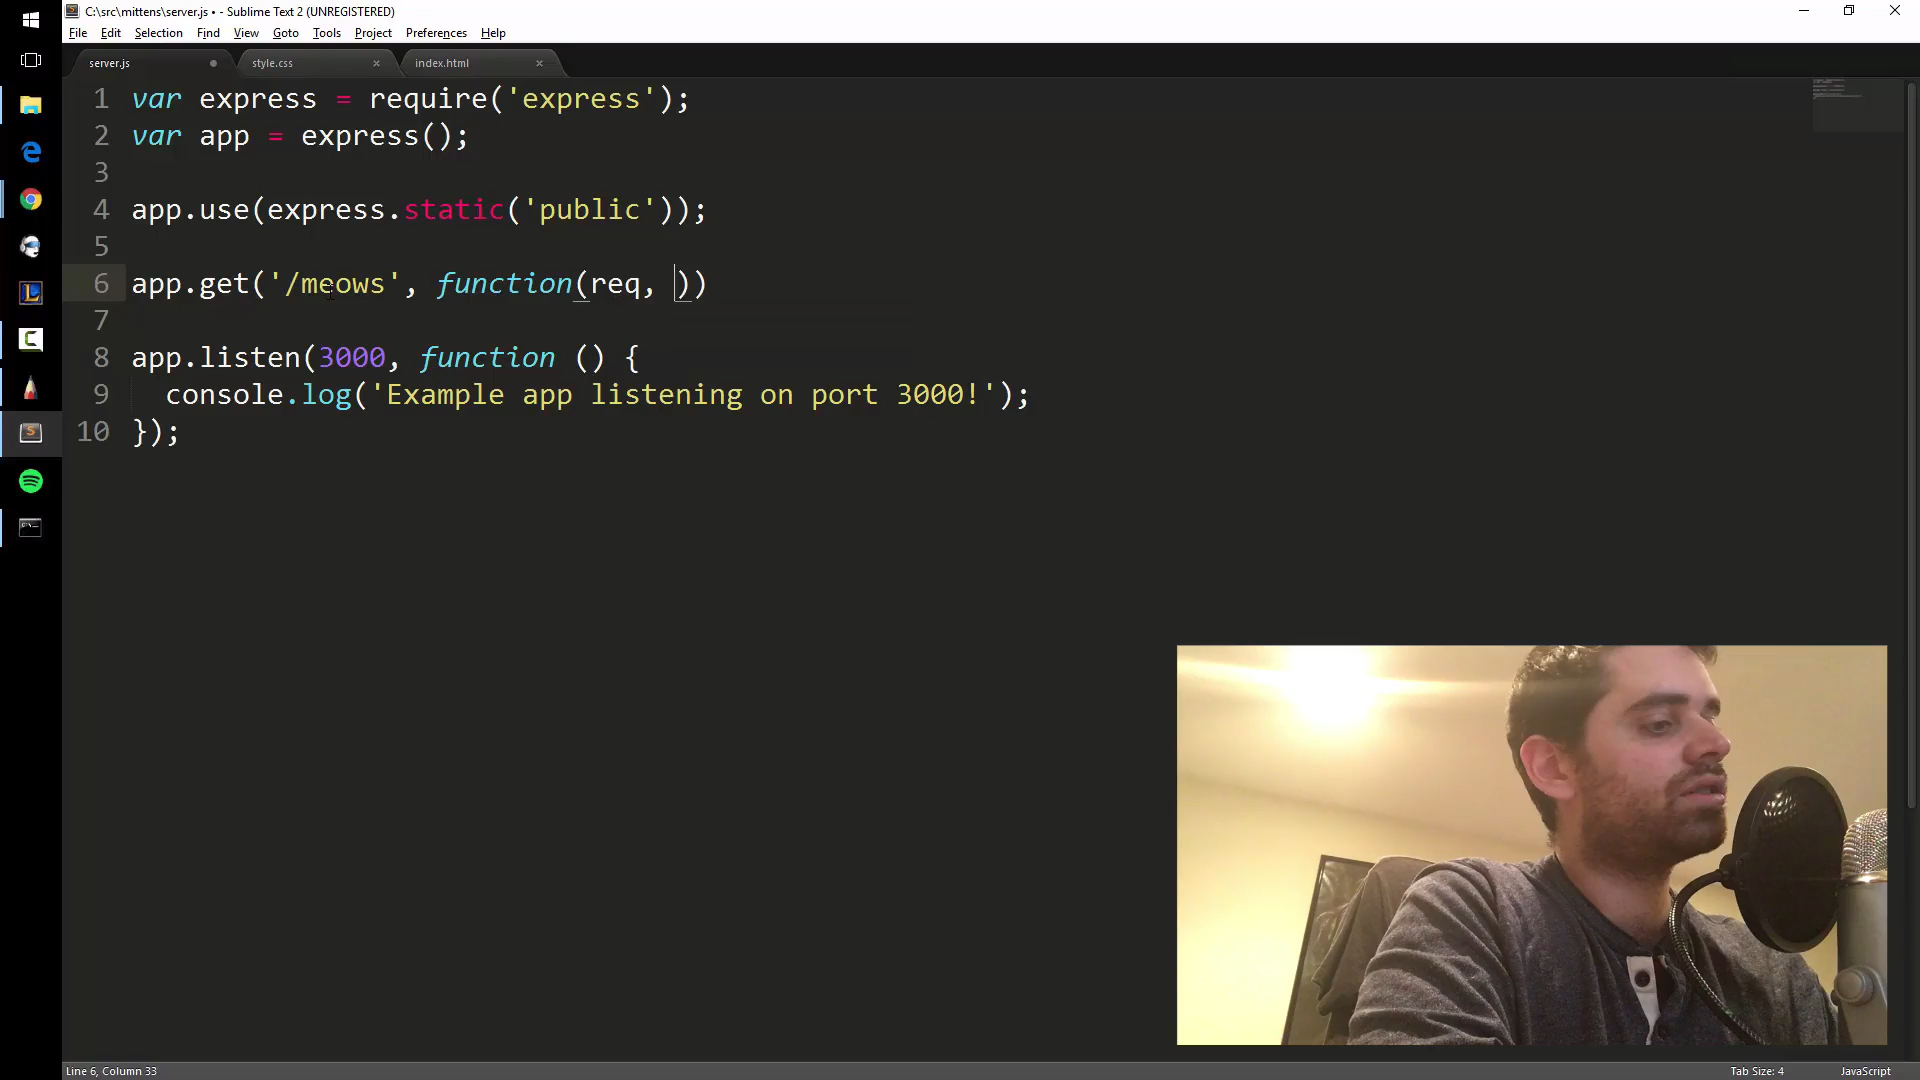 C:\src\mittens\server.js • - Sublime Text 2 (UNREGISTERED)
File Edit Selection Find View Goto Tools Project Preferences Help
server.js style.css index.html
1 var express = require('express');
2 var app = express();
3
4 app.use(express.static('public'));
5
6 app.get('/meows', function(req, ))
7
8 app.listen(3000, function () {
9 console.log('Example app listening on port 3000!');
10 });
Line 6, Column 33 Tab Size: 4 JavaScript